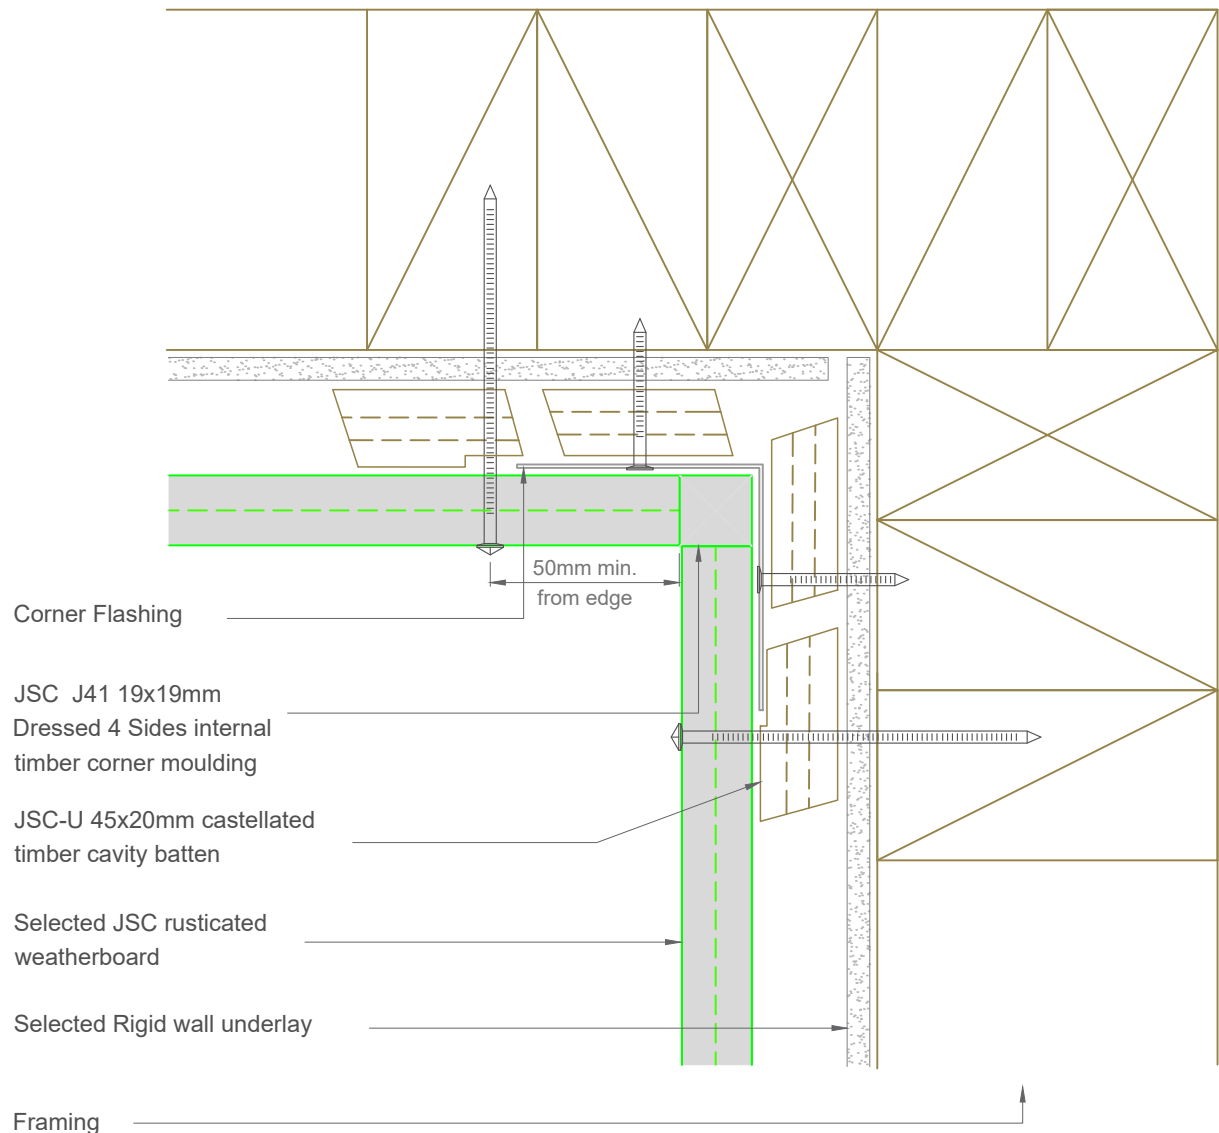 50mm min.
from edge
Corner Flashing
JSC J41 19x19mm
Dressed 4 Sides internal
timber corner moulding
JSC-U 45x20mm castellated
timber cavity batten
Selected JSC rusticated
weatherboard
Selected Rigid wall underlay
Framing